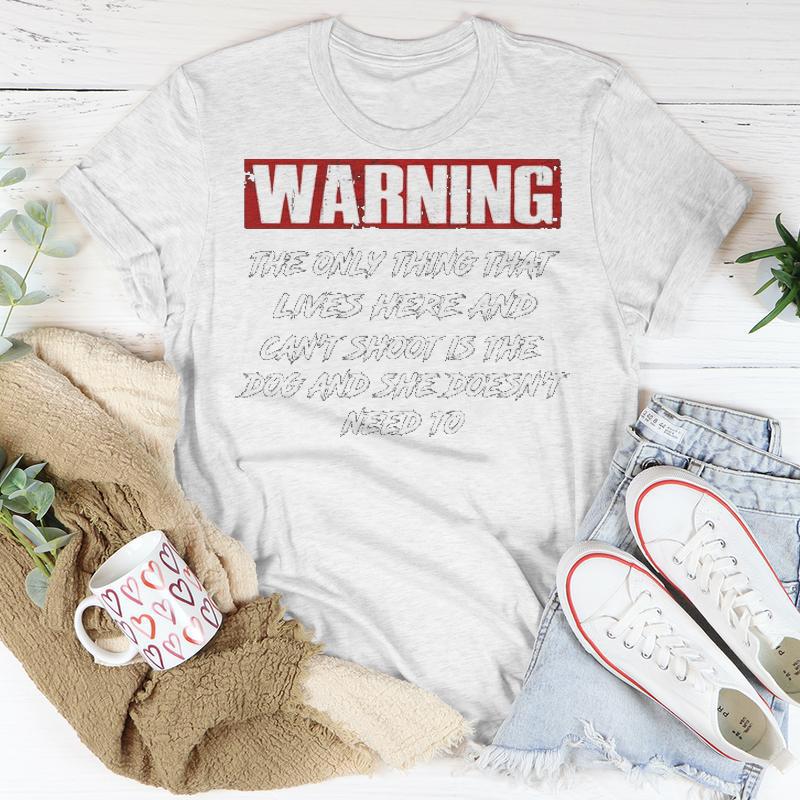 WARNING
THE ONLY THING THAT
LIVES HERE AND
CAN'T SHOOT IS THE
DOG AND SHE DOESN'T
NEED TO